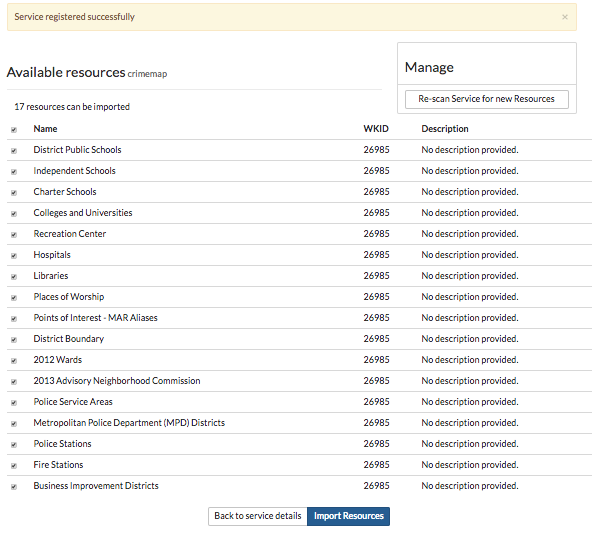 Service registered successfully ×
Available resources crimemap
Manage
Re-scan Service for new Resources
17 resources can be imported
Name WKID Description
District Public Schools 26985 No description provided.
Independent Schools 26985 No description provided.
Charter Schools 26985 No description provided.
Colleges and Universities 26985 No description provided.
Recreation Center 26985 No description provided.
Hospitals 26985 No description provided.
Libraries 26985 No description provided.
Places of Worship 26985 No description provided.
Points of Interest - MAR Aliases 26985 No description provided.
District Boundary 26985 No description provided.
2012 Wards 26985 No description provided.
2013 Advisory Neighborhood Commission 26985 No description provided.
Police Service Areas 26985 No description provided.
Metropolitan Police Department (MPD) Districts 26985 No description provided.
Police Stations 26985 No description provided.
Fire Stations 26985 No description provided.
Business Improvement Districts 26985 No description provided.
Back to service details Import Resources